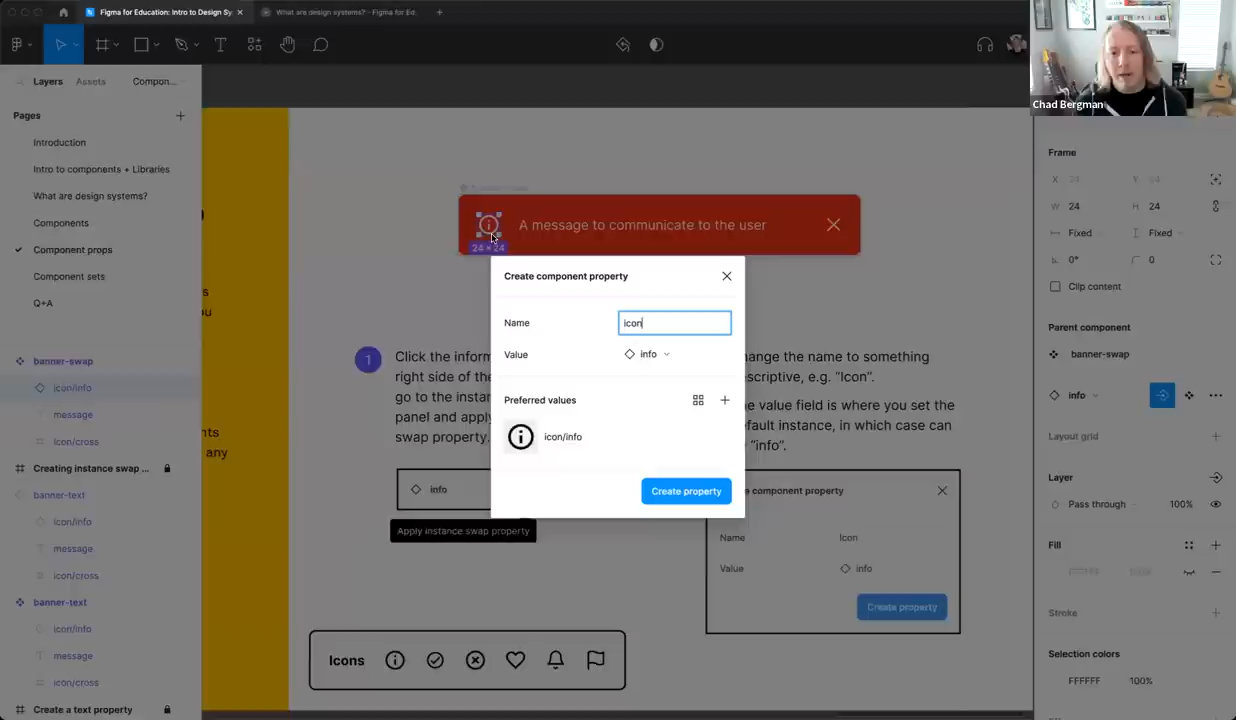 Figma for Education: Intro to Design Sy
What are design systems? - Figma for Ed
Chad Bergman
Layers
Assets
Compon...
Pages
Introduction
Intro to components + Libraries
What are design systems?
Components
Component props
Component sets
Q+A
banner-swap
icon/info
message
icon/cross
Creating instance swap ...
banner-text
icon/info
message
icon/cross
banner-text
icon/info
message
icon/cross
Create a text property
A message to communicate to the user
24 × 24
Create component property
Name
icon
Value
info
Preferred values
icon/info
Create property
1
Click the inform
right side of the
go to the instan
panel and apply
swap property.
info
Apply instance swap property
hange the name to something
scriptive, e.g. “Icon”.
e value field is where you set the
fault instance, in which case can
“info”.
e component property
Name
Icon
Value
info
Create property
Icons
s
ou
nts
any
Frame
X
24
Y
24
W
24
H
24
Fixed
Fixed
0°
0
Clip content
Parent component
banner-swap
info
Layout grid
Layer
Pass through
100%
Fill
Stroke
Selection colors
FFFFFF
100%